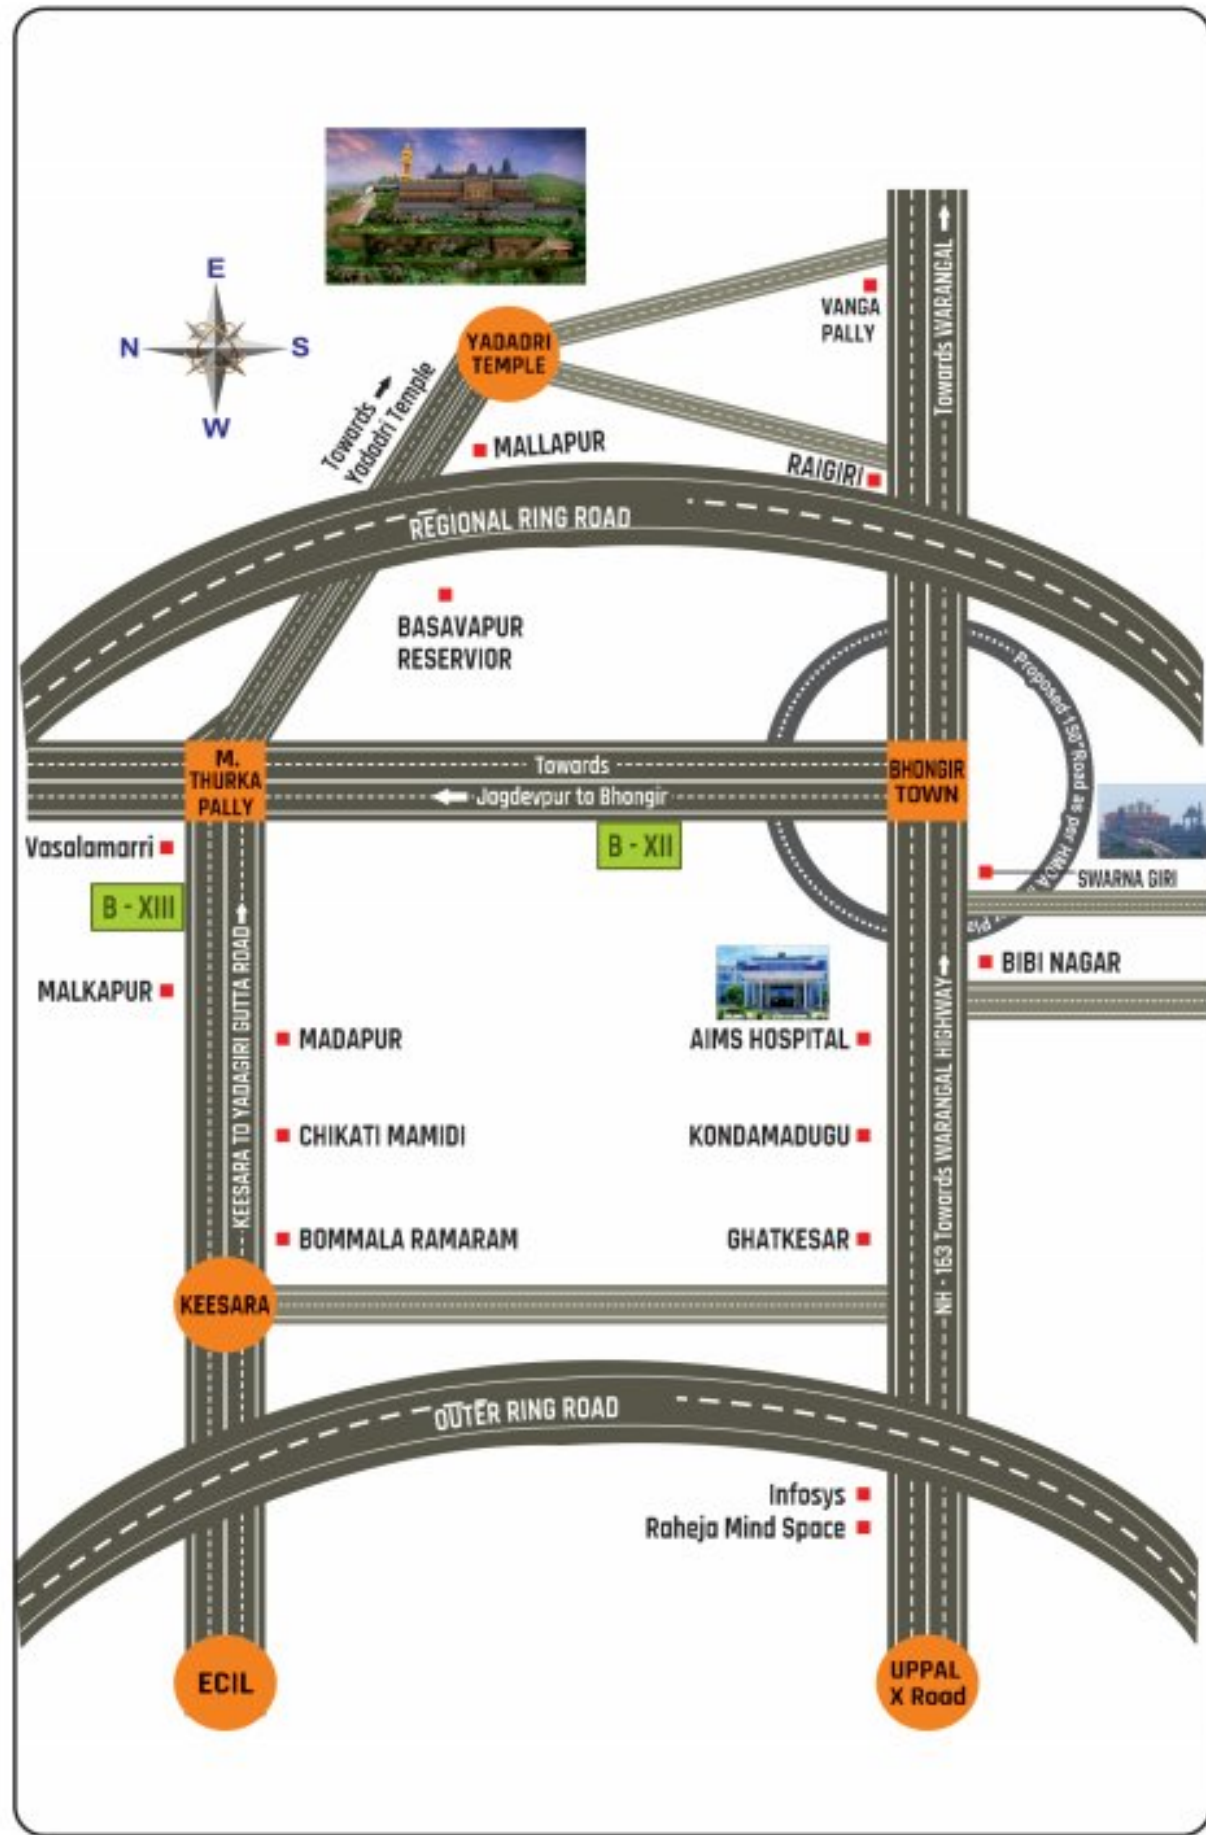 E
N
S
W
YADADRI
TEMPLE
VANGA
PALLY
Towards WARANGAL
Towards
Yadadri Temple
MALLAPUR
RAIGIRI
REGIONAL RING ROAD
BASAVAPUR
RESERVIOR
Proposed 150'Road as per HMDA
M.
THURKA
PALLY
Towards
Jagdevpur to Bhongir
BHONGIR
TOWN
Vasalamarri
B - XII
SWARNA GIRI
B - XIII
KEESARA TO YADAGIRI GUTTA ROAD
BIBI NAGAR
MALKAPUR
MADAPUR
AIMS HOSPITAL
CHIKATI MAMIDI
KONDAMADUGU
NH - 163 Towards WARANGAL HIGHWAY
BOMMALA RAMARAM
GHATKESAR
KEESARA
OUTER RING ROAD
Infosys
Raheja Mind Space
ECIL
UPPAL
X Road